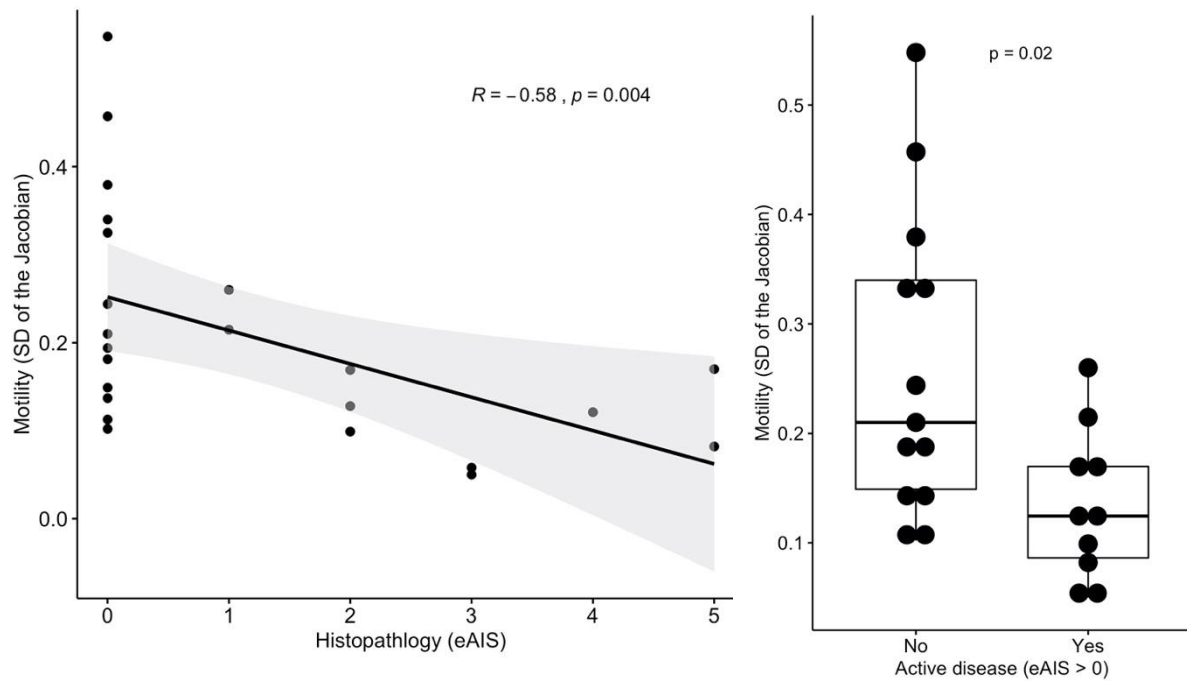 R = −0.58 , p = 0.004
0.4
0.2
0.0
Motility (SD of the Jacobian)
0 1 2 3 4 5
Histopathlogy (eAIS)
p = 0.02
0.5
0.4
0.3
0.2
0.1
Motility (SD of the Jacobian)
No Yes
Active disease (eAIS > 0)